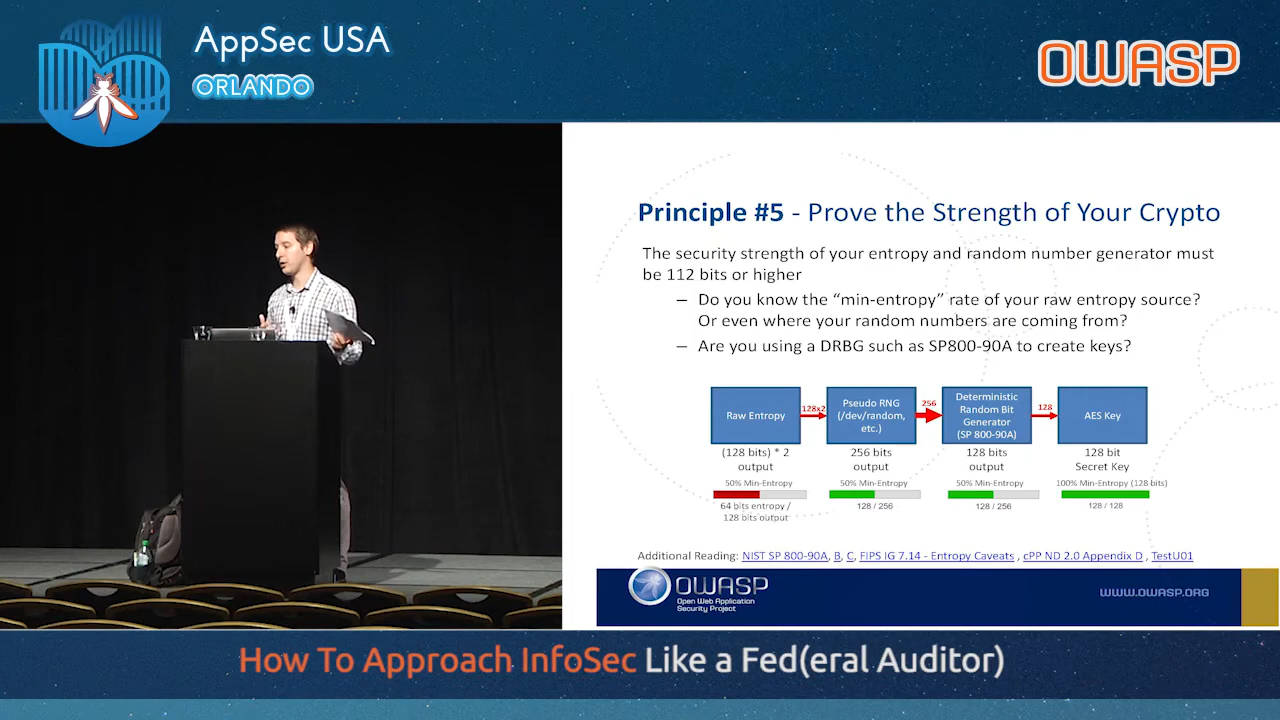 AppSec USA
ORLANDO
OWASP
Principle #5 - Prove the Strength of Your Crypto
The security strength of your entropy and random number generator must
be 112 bits or higher
– Do you know the “min-entropy” rate of your raw entropy source?
Or even where your random numbers are coming from?
– Are you using a DRBG such as SP800-90A to create keys?
Raw Entropy
128x2
Pseudo RNG
(/dev/random,
etc.)
256
Deterministic
Random Bit
Generator
(SP 800-90A)
128
AES Key
(128 bits) * 2
output
256 bits
output
128 bits
output
128 bit
Secret Key
50% Min-Entropy
50% Min-Entropy
50% Min-Entropy
100% Min-Entropy (128 bits)
64 bits entropy /
128 bits output
128 / 256
128 / 256
128 / 128
Additional Reading: NIST SP 800-90A, B, C, FIPS IG 7.14 - Entropy Caveats , cPP ND 2.0 Appendix D , TestU01
OWASP
Open Web Application
Security Project
WWW.OWASP.ORG
How To Approach InfoSec Like a Fed(eral Auditor)